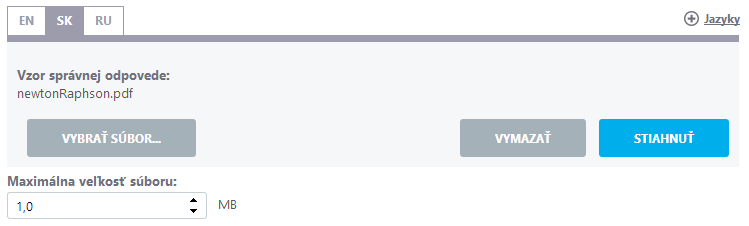 EN SK RU Jazyky
Vzor správnej odpovede:
newtonRaphson.pdf
VYBRAŤ SÚBOR... VYMAZAŤ STIAHNUŤ
Maximálna veľkosť súboru:
1,0 MB